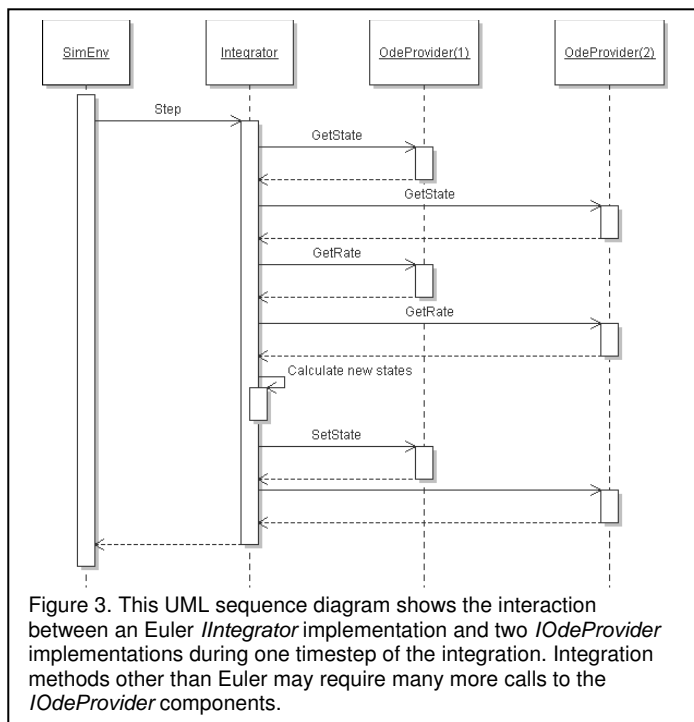 SimEnv
Integrator
OdeProvider(1)
OdeProvider(2)
Step
GetState
GetState
GetRate
GetRate
Calculate new states
SetState
Figure 3. This UML sequence diagram shows the interaction
between an Euler IIntegrator implementation and two IOdeProvider
implementations during one timestep of the integration. Integration
methods other than Euler may require many more calls to the
IOdeProvider components.